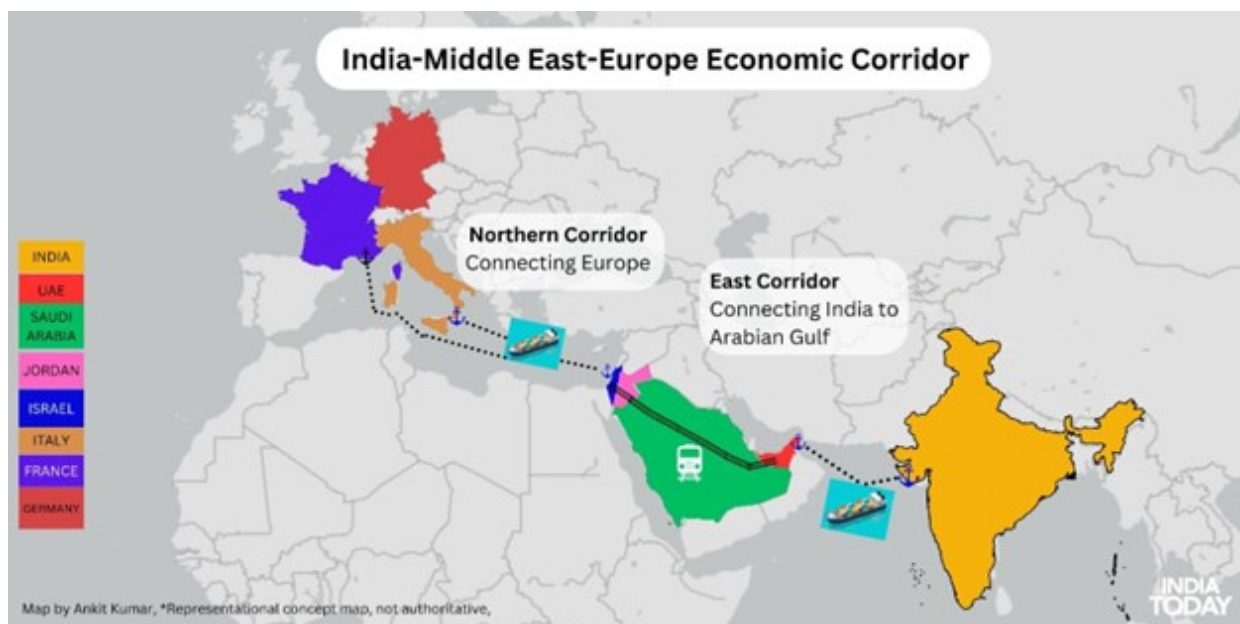 India-Middle East-Europe Economic Corridor
Northern Corridor
Connecting Europe
East Corridor
Connecting India to
Arabian Gulf
INDIA
UAE
SAUDI
ARABIA
JORDAN
ISRAEL
ITALY
FRANCE
GERMANY
Map by Ankit Kumar, *Representational concept map, not authoritative,
INDIA
TODAY